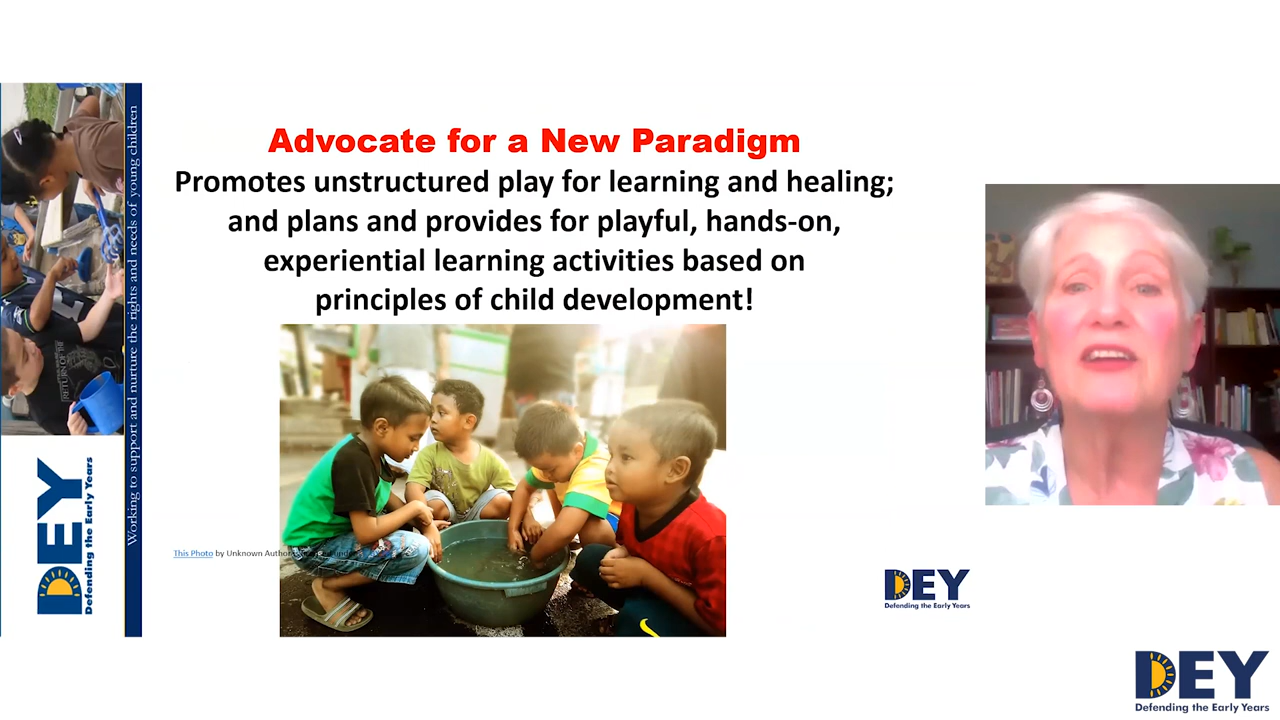 Advocate for a New Paradigm
Promotes unstructured play for learning and healing;
and plans and provides for playful, hands-on,
experiential learning activities based on
principles of child development!
This Photo by Unknown Author
DEY
Defending the Early Years
Working to support and nurture the rights and needs of young children
RETURN OF THE
DEY
Defending the Early Years
DEY
Defending the Early Years